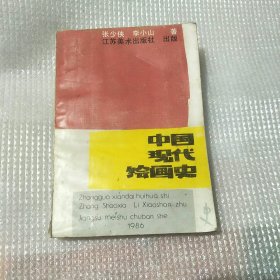 张少侠 李小山 著
江苏美术出版社 出版
中国
现代
绘画史
Zhongguo xiandai huihua shi
Zhang Shaoxia Li Xiaoshan zhu
Jiangsu meishu chuban she
1986